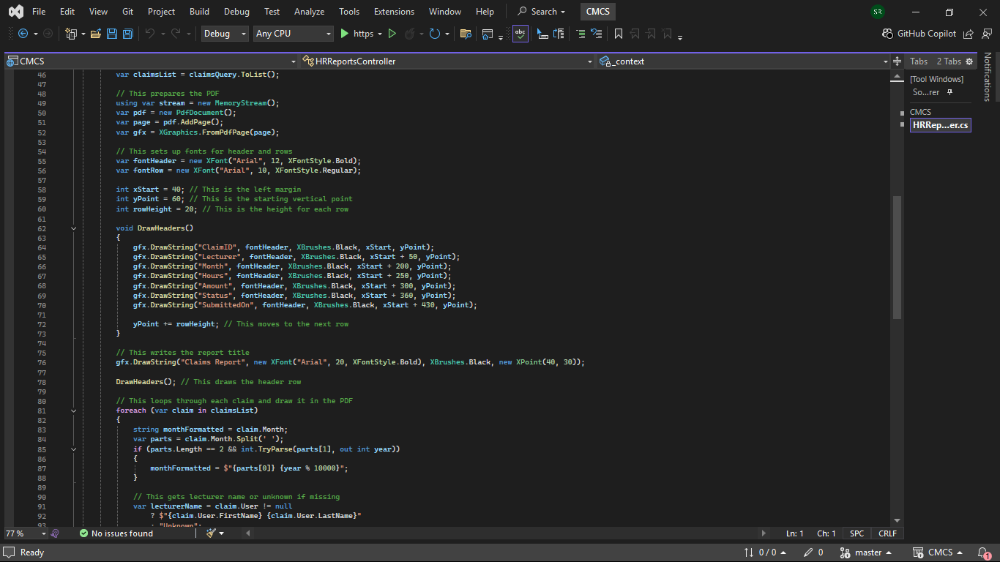 File Edit View Git Project Build Debug Test Analyze Tools Extensions Window Help Search CMCS SR
Debug Any CPU https abc GitHub Copilot
CMCS HRReportsController _context Tabs 2 Tabs
Notifications
[Tool Windows]
So...rer
CMCS
HRRep...er.cs
46 var claimsList = claimsQuery.ToList();
47
48 // This prepares the PDF
49 using var stream = new MemoryStream();
50 var pdf = new PdfDocument();
51 var page = pdf.AddPage();
52 var gfx = XGraphics.FromPdfPage(page);
53
54 // This sets up fonts for header and rows
55 var fontHeader = new XFont("Arial", 12, XFontStyle.Bold);
56 var fontRow = new XFont("Arial", 10, XFontStyle.Regular);
57
58 int xStart = 40; // This is the left margin
59 int yPoint = 60; // This is the starting vertical point
60 int rowHeight = 20; // This is the height for each row
61
62 void DrawHeaders()
63 {
64 gfx.DrawString("ClaimID", fontHeader, XBrushes.Black, xStart, yPoint);
65 gfx.DrawString("Lecturer", fontHeader, XBrushes.Black, xStart + 50, yPoint);
66 gfx.DrawString("Month", fontHeader, XBrushes.Black, xStart + 200, yPoint);
67 gfx.DrawString("Hours", fontHeader, XBrushes.Black, xStart + 250, yPoint);
68 gfx.DrawString("Amount", fontHeader, XBrushes.Black, xStart + 300, yPoint);
69 gfx.DrawString("Status", fontHeader, XBrushes.Black, xStart + 360, yPoint);
70 gfx.DrawString("SubmittedOn", fontHeader, XBrushes.Black, xStart + 430, yPoint);
71
72 yPoint += rowHeight; // This moves to the next row
73 }
74
75 // This writes the report title
76 gfx.DrawString("Claims Report", new XFont("Arial", 20, XFontStyle.Bold), XBrushes.Black, new XPoint(40, 30));
77
78 DrawHeaders(); // This draws the header row
79
80 // This loops through each claim and draw it in the PDF
81 foreach (var claim in claimsList)
82 {
83 string monthFormatted = claim.Month;
84 var parts = claim.Month.Split(' ');
85 if (parts.Length == 2 && int.TryParse(parts[1], out int year))
86 {
87 monthFormatted = $"{parts[0]} {year % 10000}";
88 }
89
90 // This gets lecturer name or unknown if missing
91 var lecturerName = claim.User != null
92 ? $"{claim.User.FirstName} {claim.User.LastName}"
93 : "Unknown";
77 % No issues found Ln: 1 Ch: 1 SPC CRLF
Ready 0 / 0 0 master CMCS 1